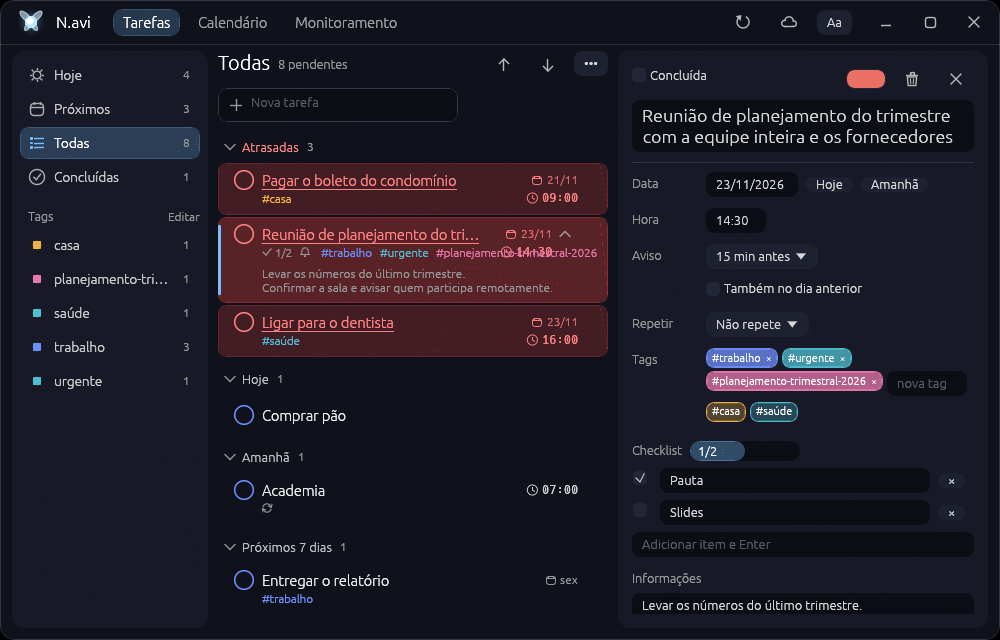 N.avi
Tarefas
Calendário
Monitoramento
Aa
Hoje 4
Próximos 3
Todas 8
Concluídas 1
Tags Editar
casa 1
planejamento-tri... 1
saúde 1
trabalho 3
urgente 1
Todas 8 pendentes
Nova tarefa
Atrasadas 3
Pagar o boleto do condomínio 21/11
#casa 09:00
Reunião de planejamento do tri... 23/11
1/2 #trabalho #urgente #planejamento-trimestral-2026 14:30
Levar os números do último trimestre.
Confirmar a sala e avisar quem participa remotamente.
Ligar para o dentista 23/11
#saúde 16:00
Hoje 1
Comprar pão
Amanhã 1
Academia 07:00
Próximos 7 dias 1
Entregar o relatório sex
#trabalho
Concluída
Reunião de planejamento do trimestre
com a equipe inteira e os fornecedores
Data 23/11/2026 Hoje Amanhã
Hora 14:30
Aviso 15 min antes
Também no dia anterior
Repetir Não repete
Tags #trabalho × #urgente ×
#planejamento-trimestral-2026 × nova tag
#casa #saúde
Checklist 1/2
Pauta ×
Slides ×
Adicionar item e Enter
Informações
Levar os números do último trimestre.